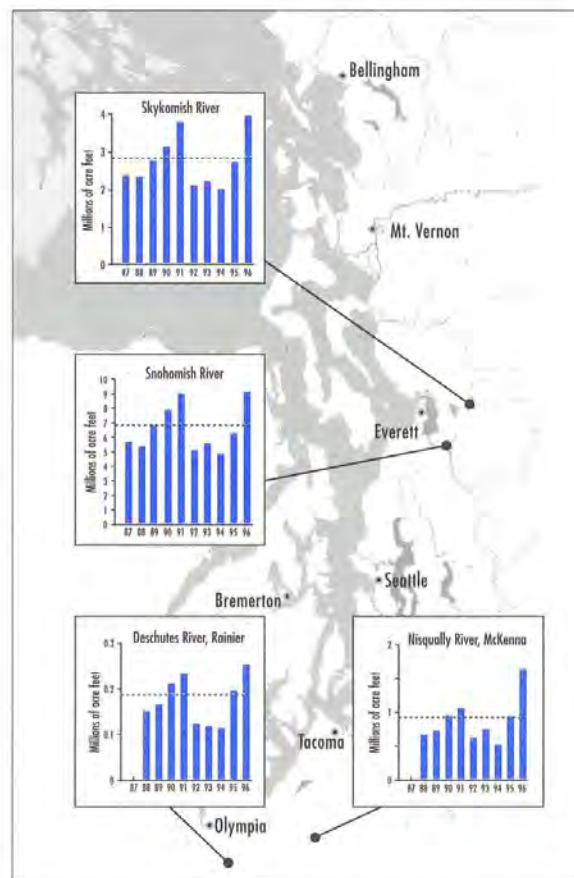 Bellingham
Skykomish River
Millions of acre feet
4
3
2
1
0
87 88 89 90 91 92 93 94 95 96
Mt. Vernon
Snohomish River
Millions of acre feet
10
9
8
7
6
5
4
3
2
1
0
87 88 89 90 91 92 93 94 95 96
Everett
Seattle
Bremerton
Deschutes River, Rainier
Millions of acre feet
0.3
0.2
0.1
0
87 88 89 90 91 92 93 94 95 96
Nisqually River, McKenna
Millions of acre feet
2
1
0
87 88 89 90 91 92 93 94 95 96
Tacoma
Olympia